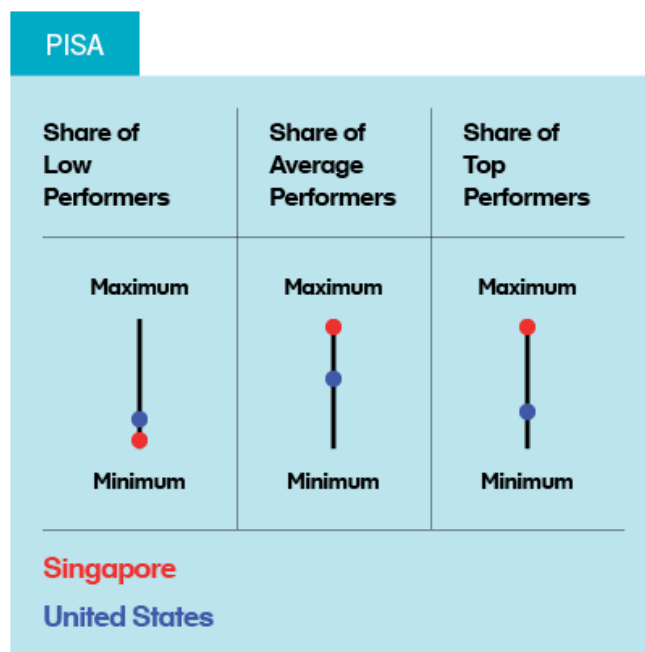 PISA
Share of
Low
Performers
Share of
Average
Performers
Share of
Top
Performers
Maximum
Maximum
Maximum
Minimum
Minimum
Minimum
Singapore
United States